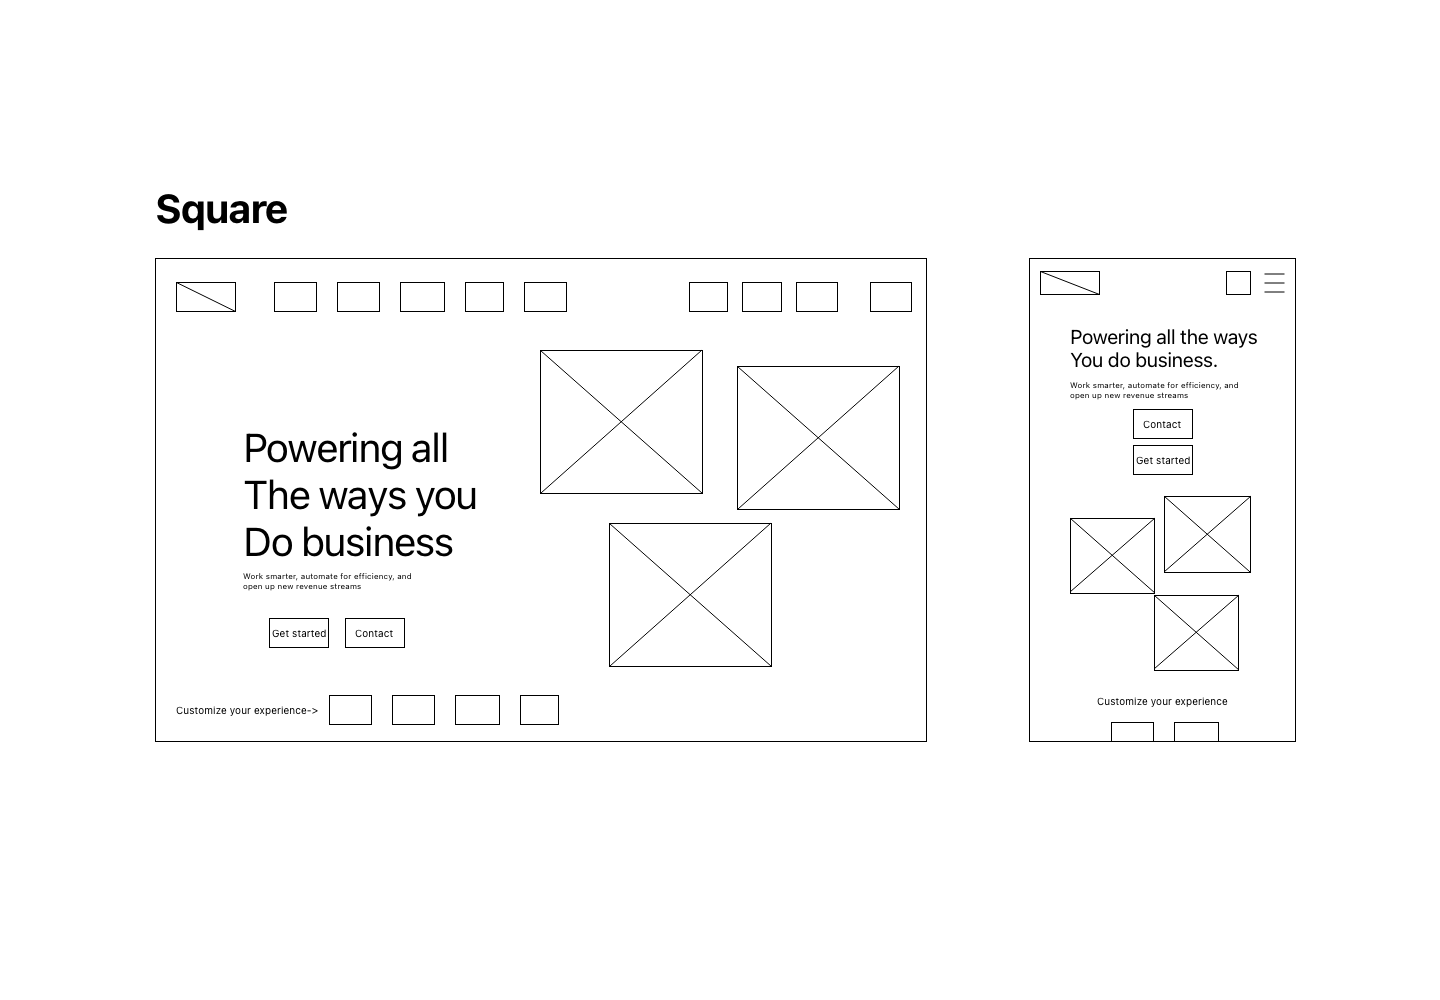 Square
Powering all
The ways you
Do business
Work smarter, automate for efficiency, and
open up new revenue streams
Get started
Contact
Customize your experience->
Powering all the ways
You do business.
Work smarter, automate for efficiency, and
open up new revenue streams
Contact
Get started
Customize your experience